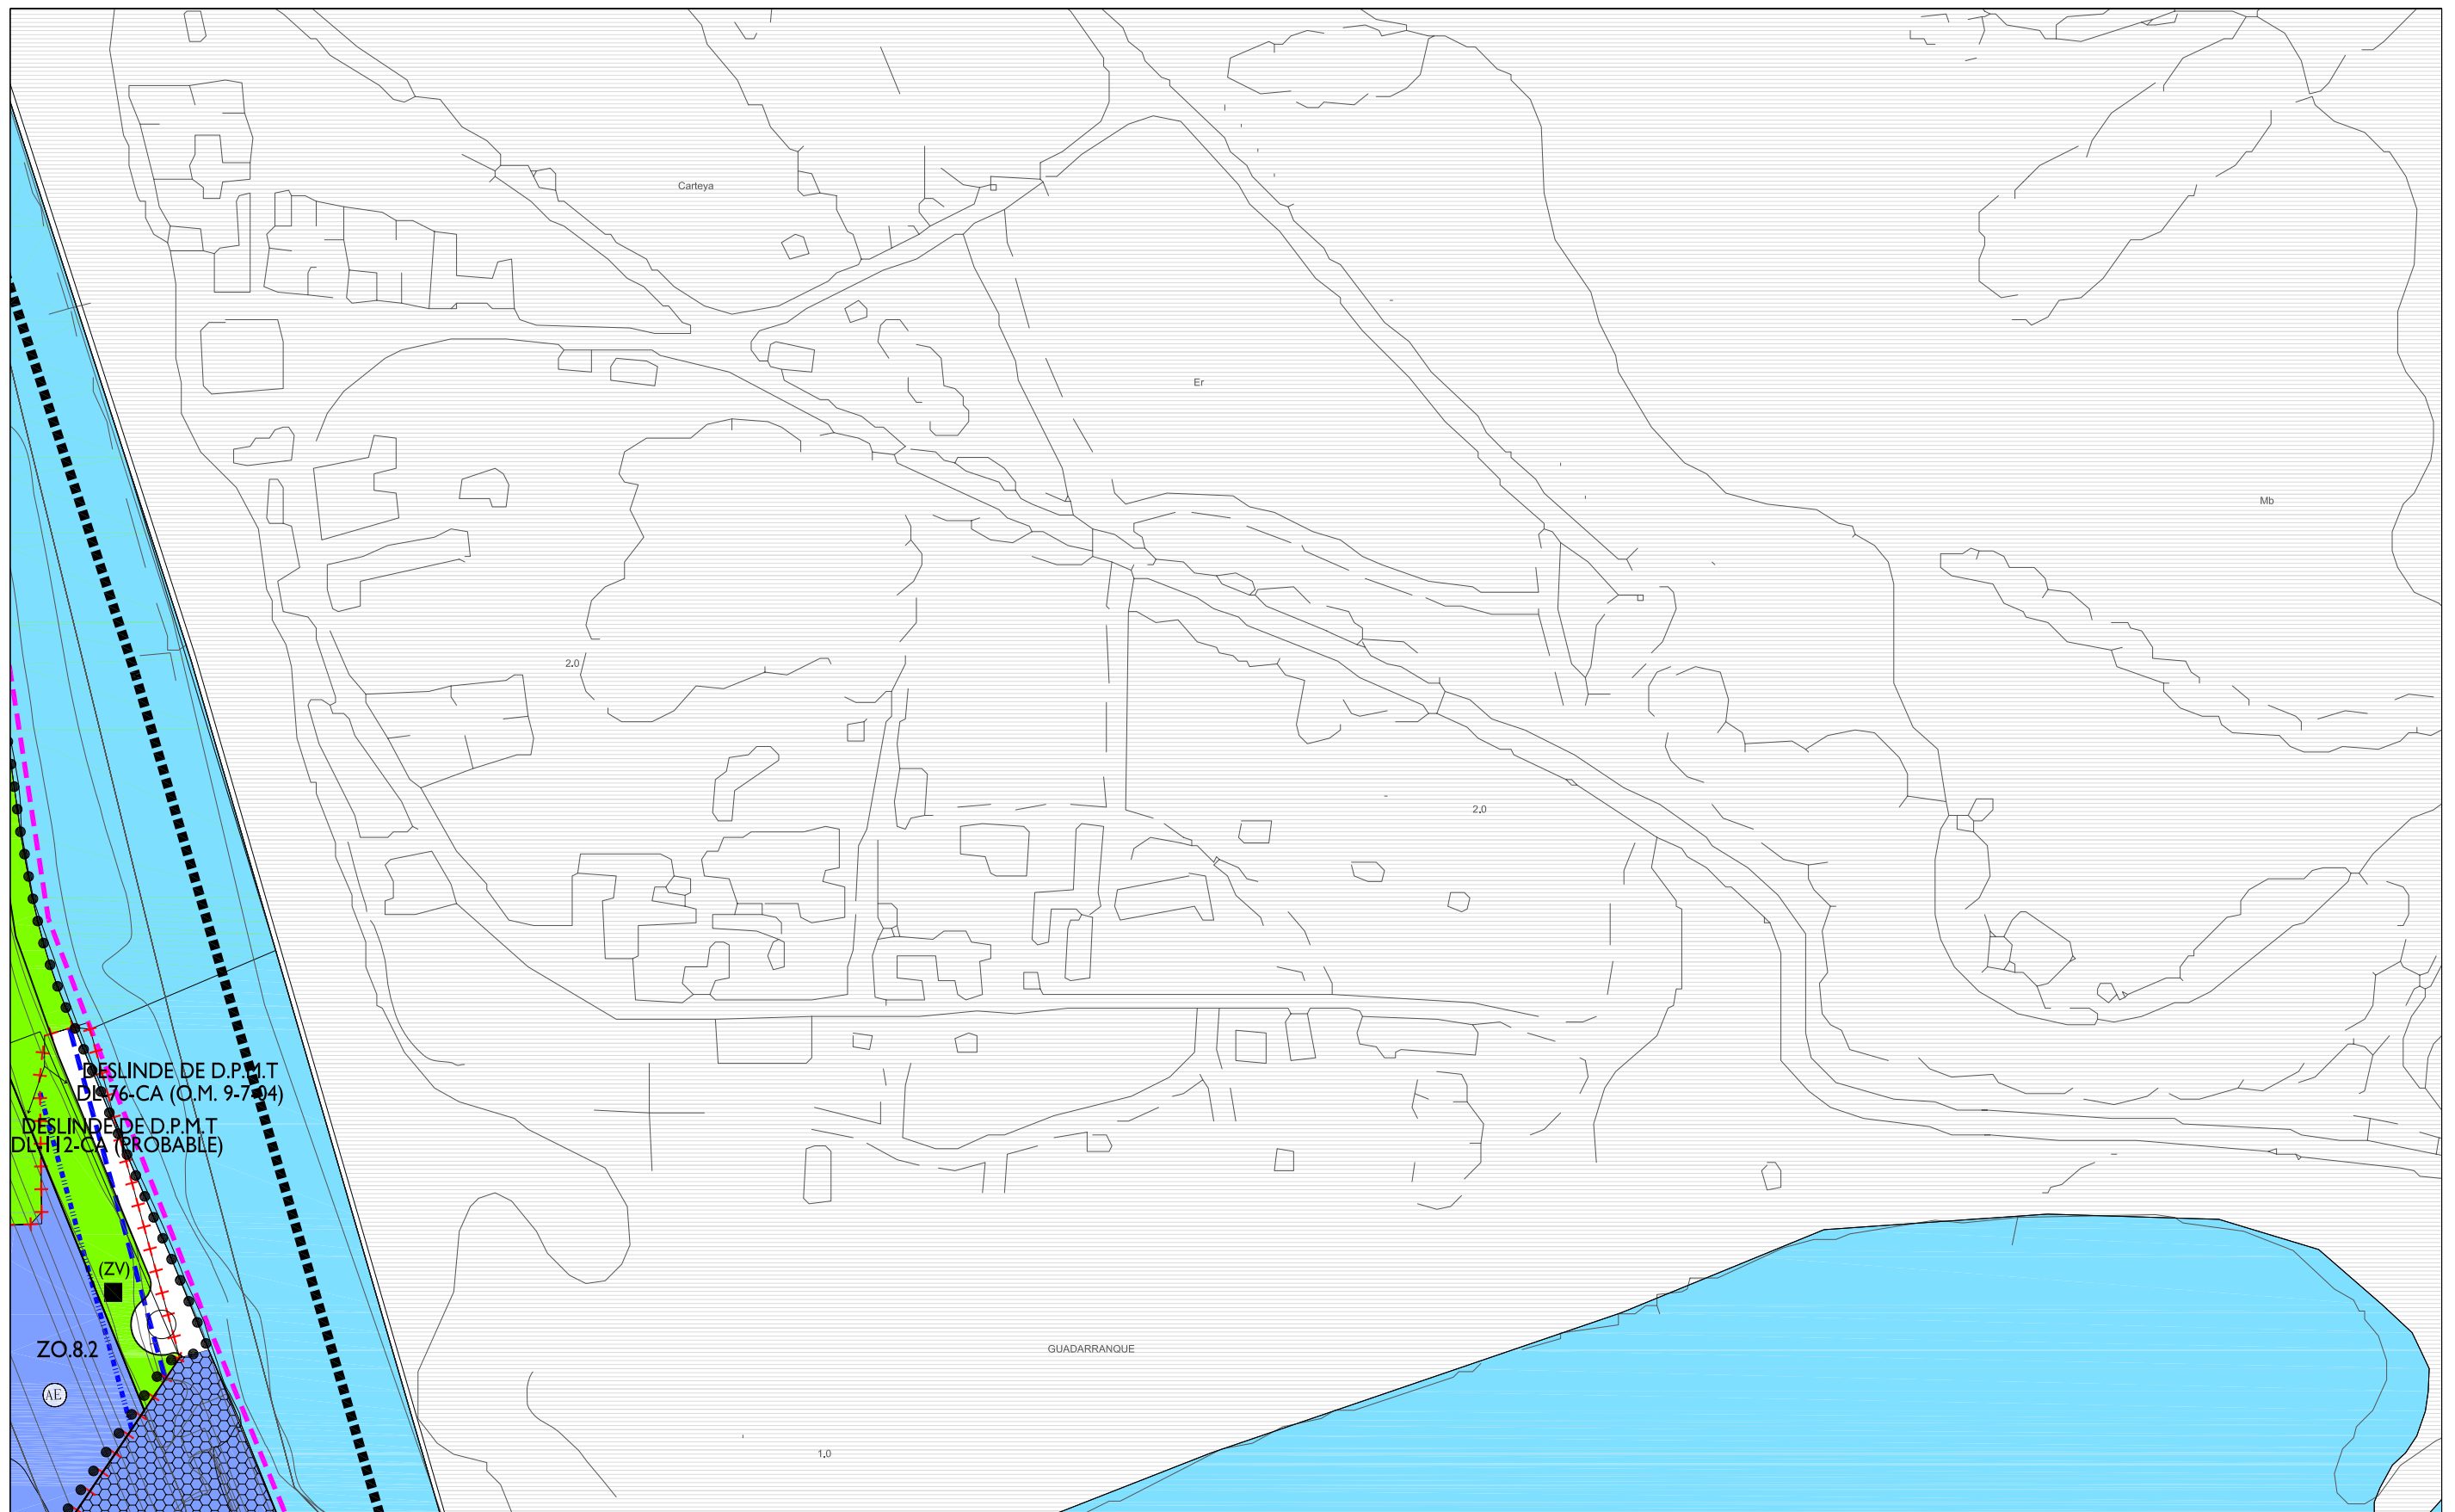 Carteya
Er
Mb
2.0
2.0
DESLINDE DE D.P.M.T
DL-76-CA (O.M. 9-7-04)
DESLINDE DE D.P.M.T
DL-112-CA (PROBABLE)
(ZV)
ZO.8.2
GUADARRANQUE
AE
1.0